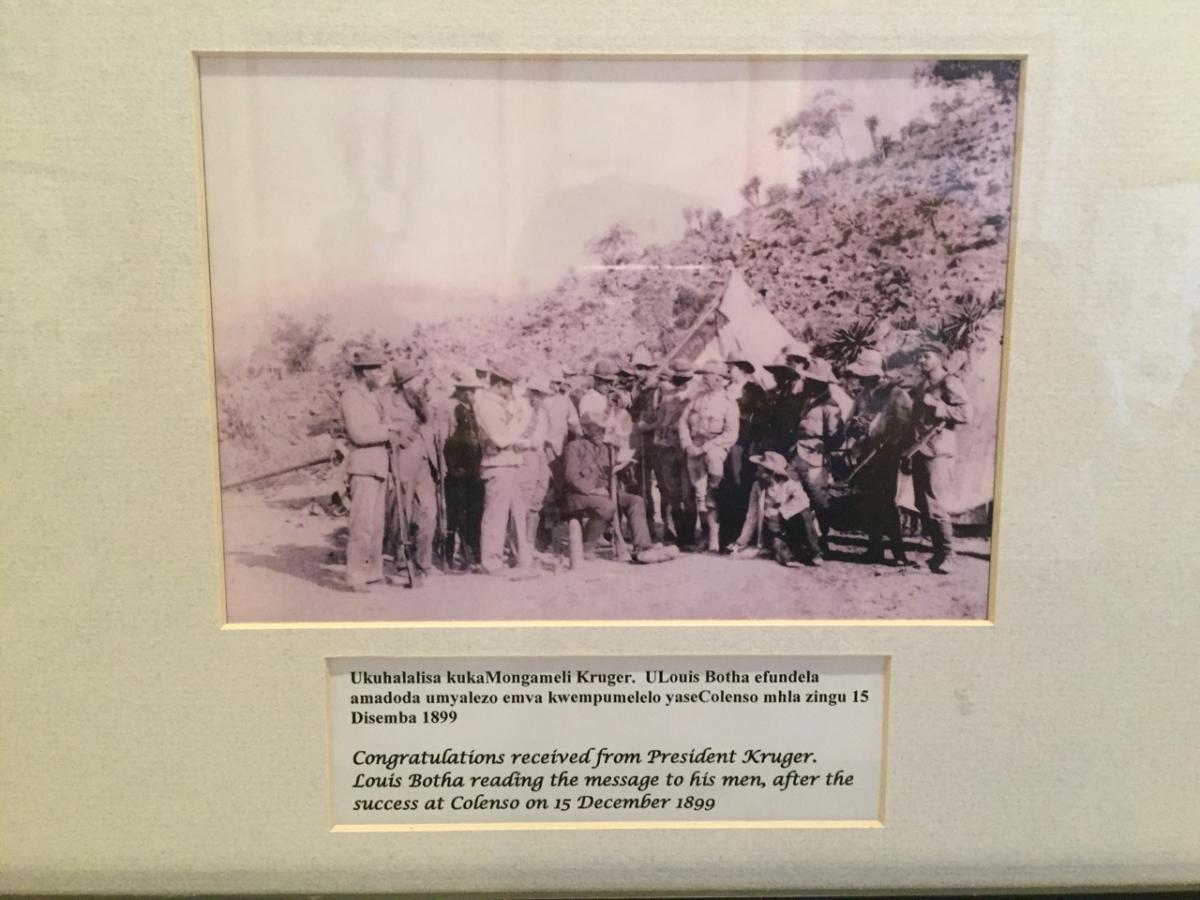 Ukuhalalisa kukaMongameli Kruger. ULouis Botha efundela
amadoda umyalezo emva kwempumelelo yaseColenso mhla zingu 15
Disemba 1899
Congratulations received from President Kruger.
Louis Botha reading the message to his men, after the
success at Colenso on 15 December 1899